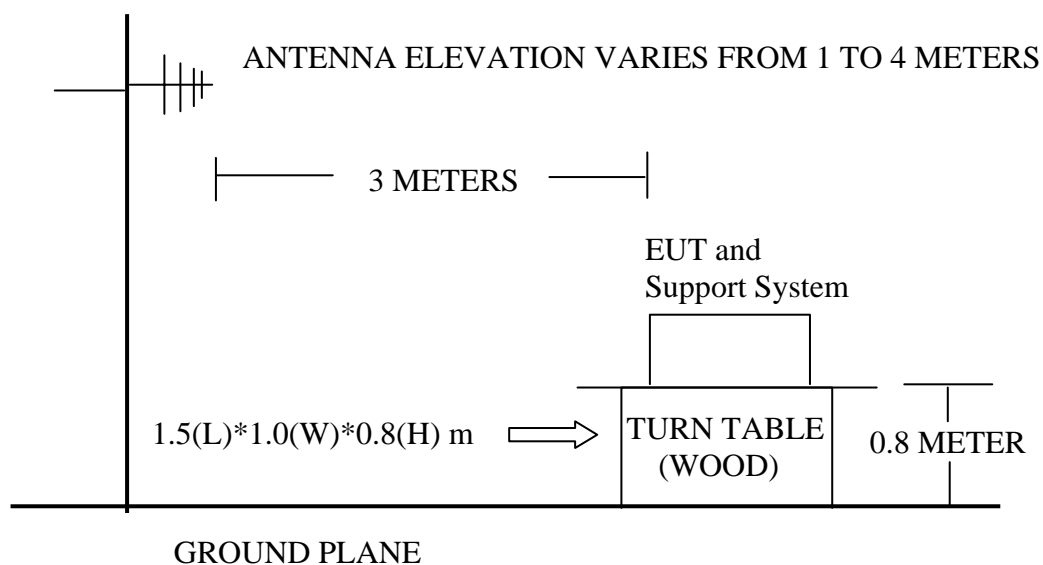 ANTENNA ELEVATION VARIES FROM 1 TO 4 METERS
3 METERS
EUT and
Support System
1.5(L)*1.0(W)*0.8(H) m
TURN TABLE
(WOOD)
0.8 METER
GROUND PLANE